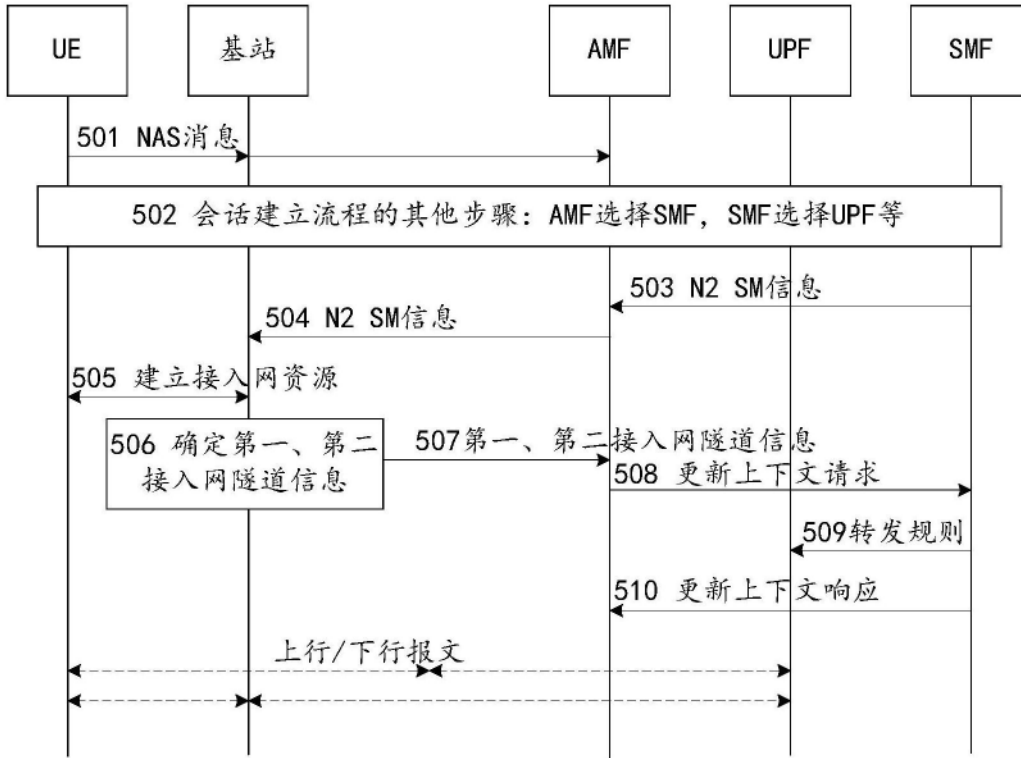 UE
基站
AMF
UPF
SMF
501 NAS消息
502 会话建立流程的其他步骤：AMF选择SMF，SMF选择UPF等
503 N2 SM信息
504 N2 SM信息
505 建立接入网资源
506 确定第一、第二
接入网隧道信息
507第一、第二接入网隧道信息
508 更新上下文请求
509转发规则
510 更新上下文响应
上行/下行报文